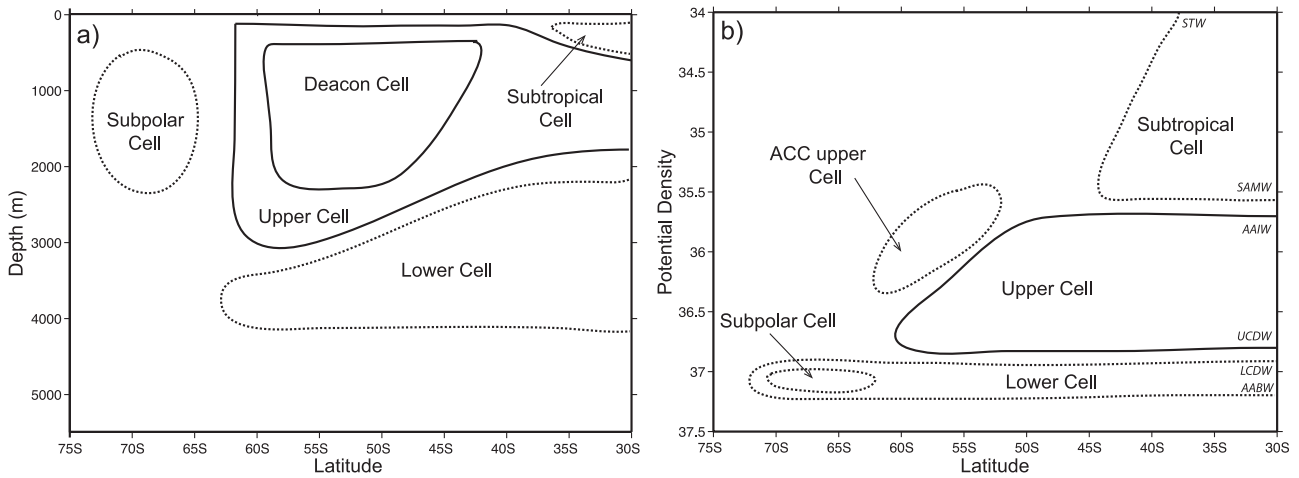 a)
0
1000
2000
3000
4000
5000
Depth (m)
Deacon Cell
Subtropical
Cell
Subpolar
Cell
Upper Cell
Lower Cell
75S 70S 65S 60S 55S 50S 45S 40S 35S 30S
Latitude
b)
34
34.5
35
35.5
36
36.5
37
37.5
Potential Density
STW
Subtropical
Cell
ACC upper
Cell
SAMW
AAIW
Upper Cell
Subpolar Cell
UCDW
LCDW
Lower Cell
AABW
75S 70S 65S 60S 55S 50S 45S 40S 35S 30S
Latitude